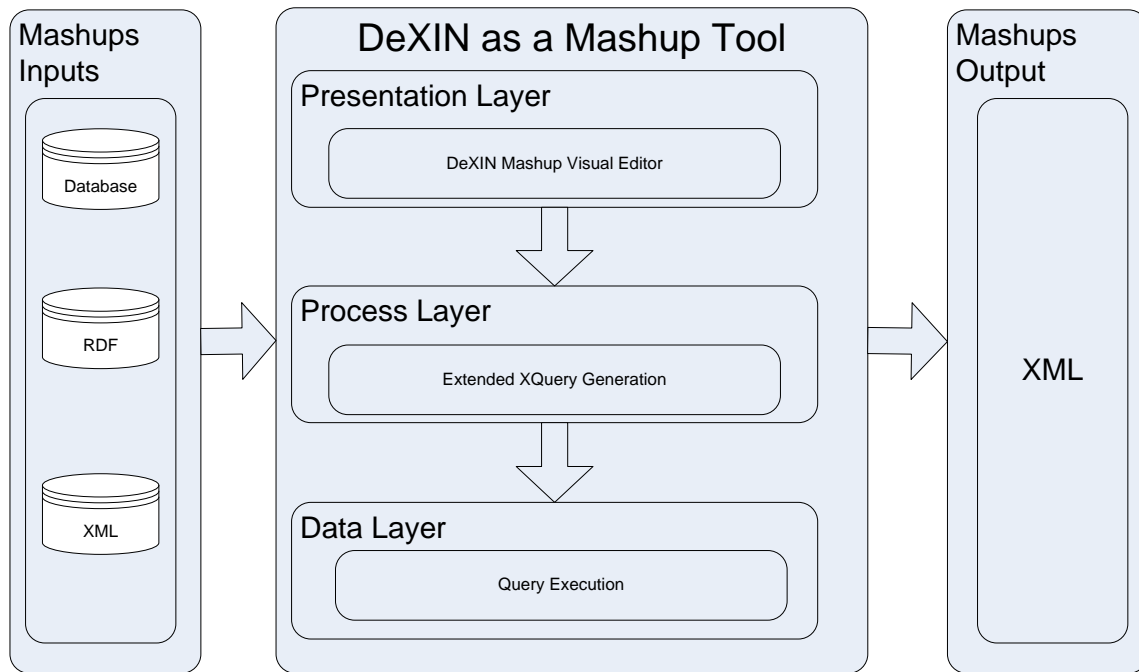 Mashups
Inputs
Database
RDF
XML
DeXIN as a Mashup Tool
Presentation Layer
DeXIN Mashup Visual Editor
Process Layer
Extended XQuery Generation
Data Layer
Query Execution
Mashups
Output
XML